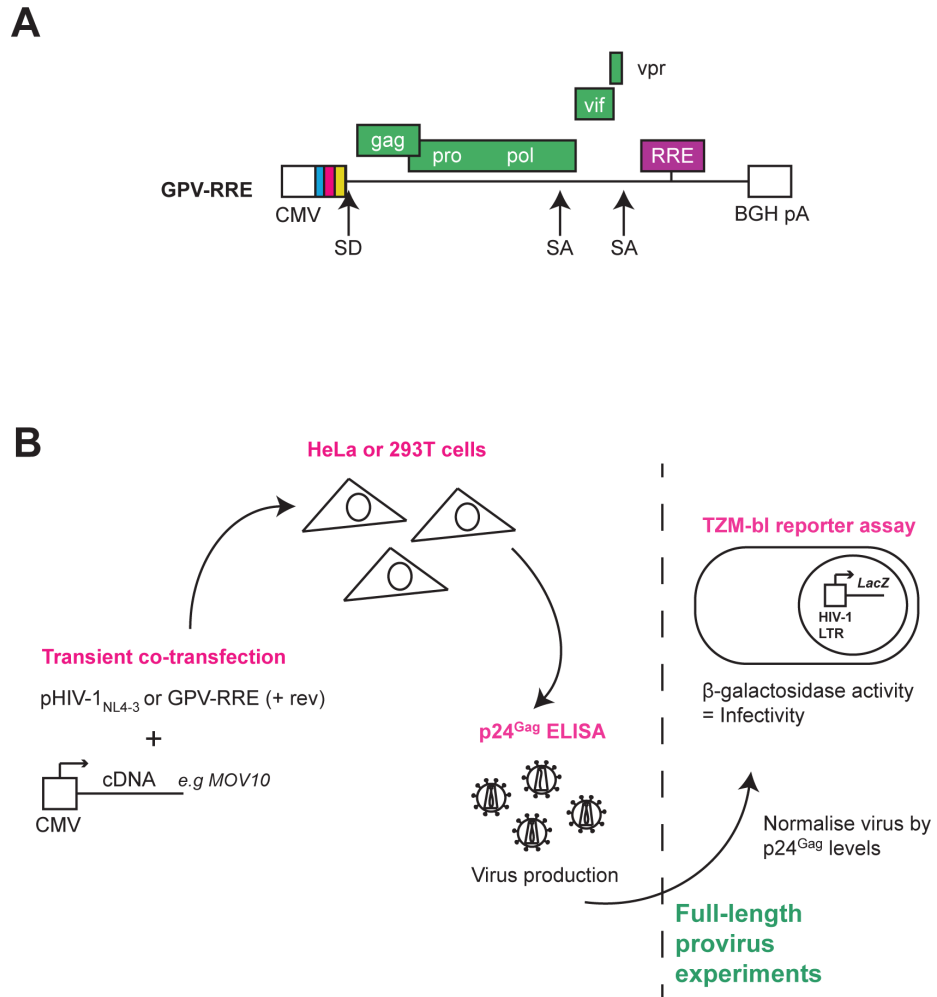 A
vpr
vif
gag
pro pol
RRE
GPV-RRE
CMV
BGH pA
SD
SA
SA
B
HeLa or 293T cells
TZM-bl reporter assay
LacZ
HIV-1
LTR
Transient co-transfection
pHIV-1NL4-3 or GPV-RRE (+ rev)
+
cDNA e.g MOV10
CMV
p24Gag ELISA
Virus production
β-galactosidase activity
= Infectivity
Normalise virus by
p24Gag levels
Full-length
provirus
experiments